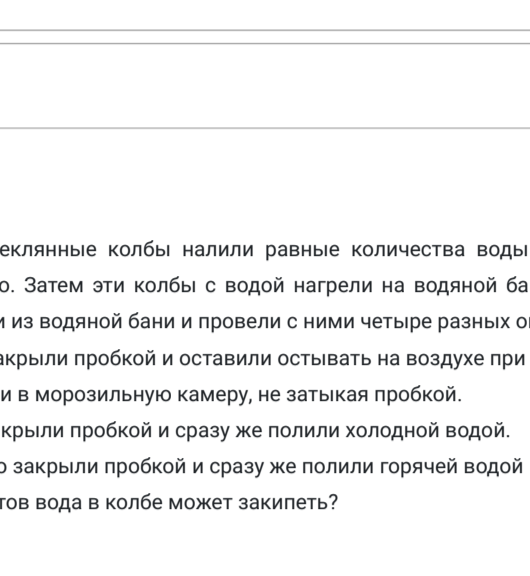 еклянные колбы налили равные количества воды
о. Затем эти колбы с водой нагрели на водяной ба
и из водяной бани и провели с ними четыре разных о
акрыли пробкой и оставили остывать на воздухе при
и в морозильную камеру, не затыкая пробкой.
крыли пробкой и сразу же полили холодной водой.
о закрыли пробкой и сразу же полили горячей водой
тов вода в колбе может закипеть?